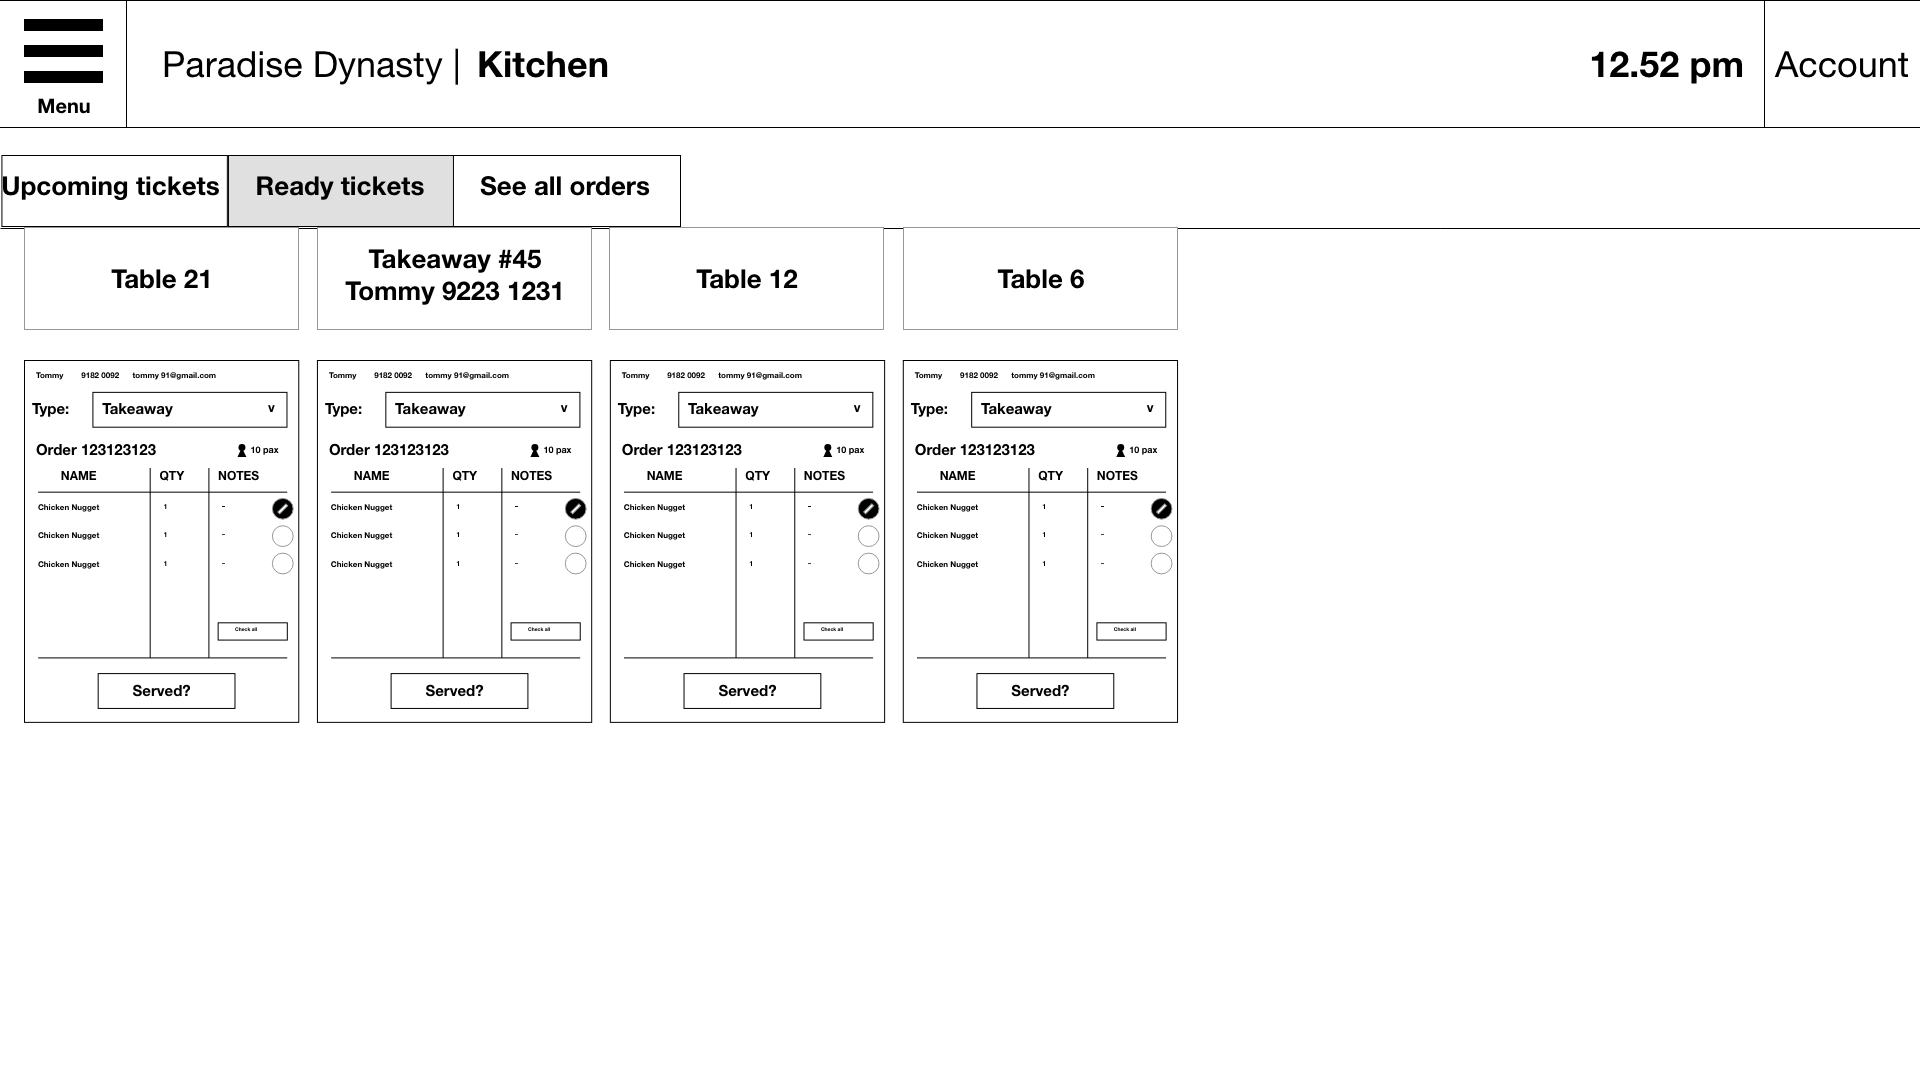 Menu
Paradise Dynasty | Kitchen
12.52 pm
Account
Upcoming tickets
Ready tickets
See all orders
Table 21
Takeaway #45
Tommy 9223 1231
Table 12
Table 6
Tommy 9182 0092 tommy 91@gmail.com
Type: Takeaway v
Order 123123123 10 pax
NAME QTY NOTES
Chicken Nugget 1 -
Chicken Nugget 1 -
Chicken Nugget 1 -
Check all
Served?
Tommy 9182 0092 tommy 91@gmail.com
Type: Takeaway v
Order 123123123 10 pax
NAME QTY NOTES
Chicken Nugget 1 -
Chicken Nugget 1 -
Chicken Nugget 1 -
Check all
Served?
Tommy 9182 0092 tommy 91@gmail.com
Type: Takeaway v
Order 123123123 10 pax
NAME QTY NOTES
Chicken Nugget 1 -
Chicken Nugget 1 -
Chicken Nugget 1 -
Check all
Served?
Tommy 9182 0092 tommy 91@gmail.com
Type: Takeaway v
Order 123123123 10 pax
NAME QTY NOTES
Chicken Nugget 1 -
Chicken Nugget 1 -
Chicken Nugget 1 -
Check all
Served?